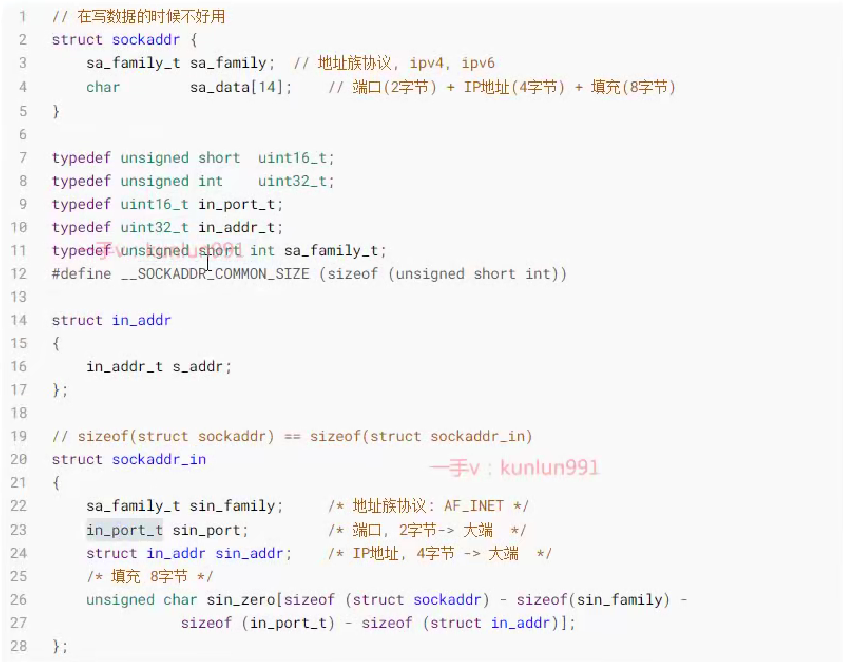 1 // 在写数据的时候不好用
2 struct sockaddr {
3     sa_family_t sa_family;  // 地址族协议, ipv4, ipv6
4     char        sa_data[14];    // 端口(2字节) + IP地址(4字节) + 填充(8字节)
5 }
6
7 typedef unsigned short  uint16_t;
8 typedef unsigned int    uint32_t;
9 typedef uint16_t in_port_t;
10 typedef uint32_t in_addr_t;
11 typedef unsigned short int sa_family_t;
一手v：kunlun991
12 #define __SOCKADDR_COMMON_SIZE (sizeof (unsigned short int))
13
14 struct in_addr
15 {
16     in_addr_t s_addr;
17 };
18
19 // sizeof(struct sockaddr) == sizeof(struct sockaddr_in)
20 struct sockaddr_in
一手v：kunlun991
21 {
22     sa_family_t sin_family;     /* 地址族协议: AF_INET */
23     in_port_t sin_port;         /* 端口, 2字节-> 大端  */
24     struct in_addr sin_addr;    /* IP地址, 4字节 -> 大端  */
25     /* 填充 8字节 */
26     unsigned char sin_zero[sizeof (struct sockaddr) - sizeof(sin_family) -
27                sizeof (in_port_t) - sizeof (struct in_addr)];
28 };